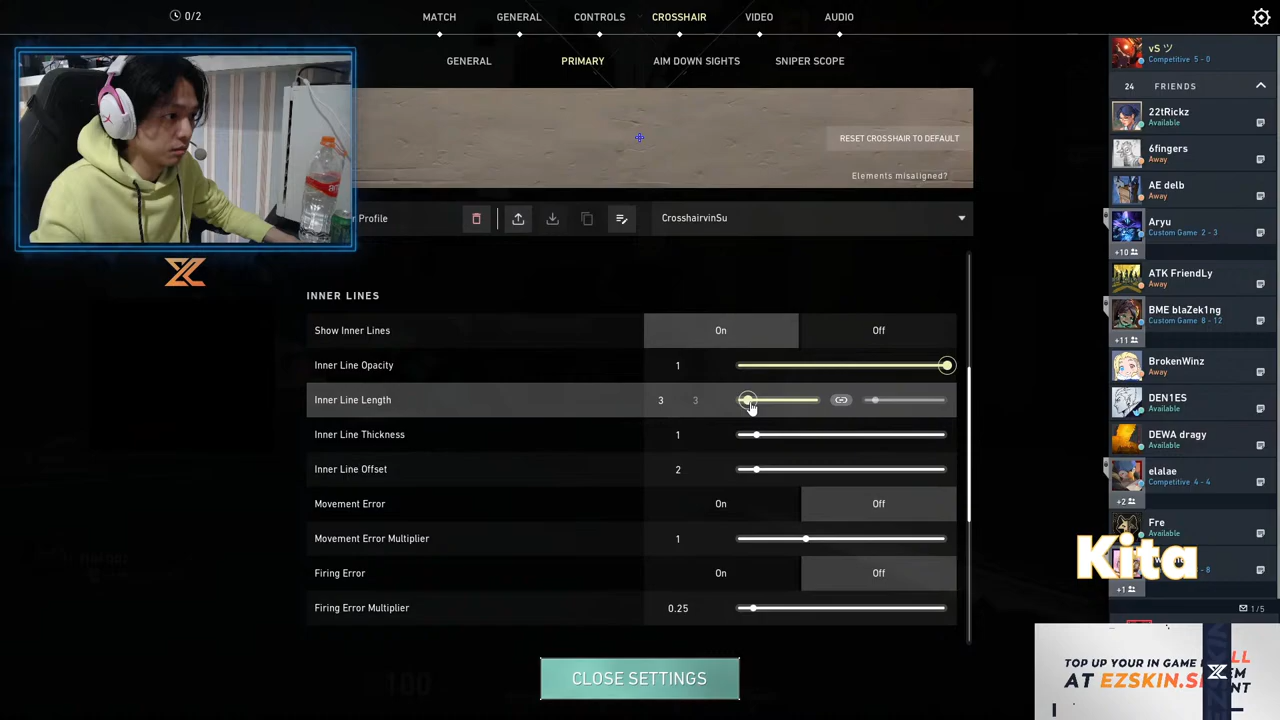 0/2
MATCH
GENERAL
CONTROLS
CROSSHAIR
VIDEO
AUDIO
GENERAL
PRIMARY
AIM DOWN SIGHTS
SNIPER SCOPE
RESET CROSSHAIR TO DEFAULT
Elements misaligned?
Profile
CrosshairvinSu
INNER LINES
Show Inner Lines On Off
Inner Line Opacity 1
Inner Line Length 3 3
Inner Line Thickness 1
Inner Line Offset 2
Movement Error On Off
Movement Error Multiplier 1
Firing Error On Off
Firing Error Multiplier 0.25
CLOSE SETTINGS
100
vS ツ
Competitive 5 - 0
24 FRIENDS
22tRickz
Available
6fingers
Away
AE delb
Away
Aryu
Custom Game 2 - 3
+10
ATK FriendLy
Away
BME blaZek1ng
Custom Game 8 - 12
+11
BrokenWinz
Away
DEN1ES
Available
DEWA dragy
Available
elalae
Competitive 4 - 4
+2
Fre
Available
Kita
- 8
+1
1/5
TOP UP YOUR IN GAME
AT EZSKIN.S